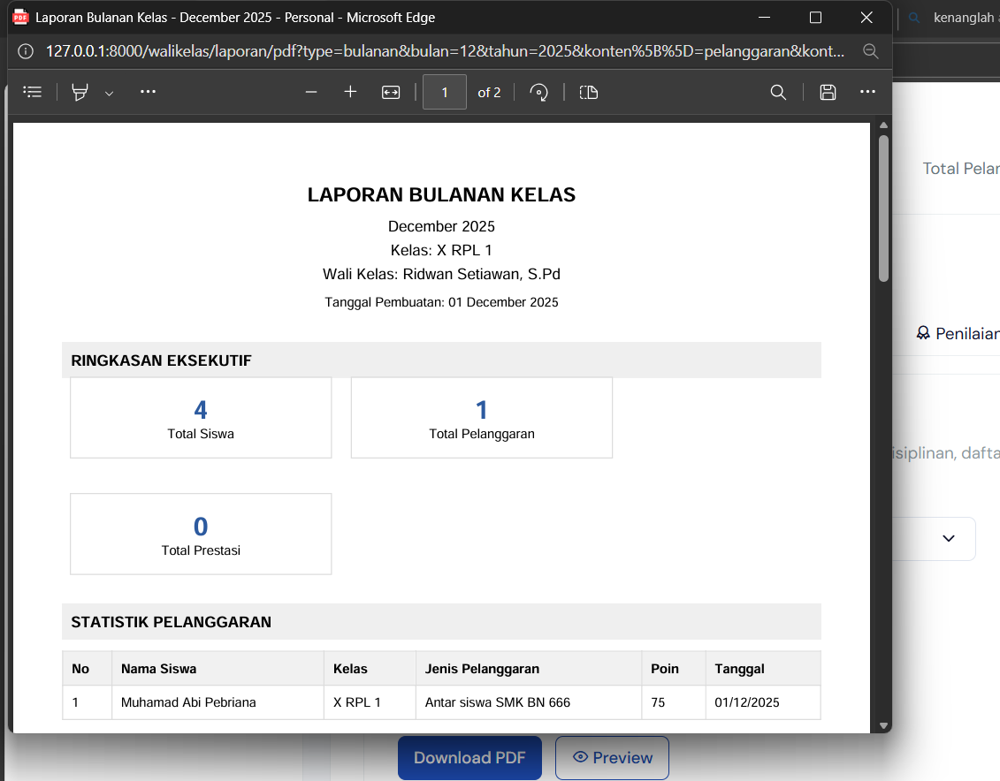 Laporan Bulanan Kelas - December 2025 - Personal - Microsoft Edge
kenanglah
127.0.0.1:8000/walikelas/laporan/pdf?type=bulanan&bulan=12&tahun=2025&konten%5B%5D=pelanggaran&kont...
1 of 2
LAPORAN BULANAN KELAS
December 2025
Kelas: X RPL 1
Wali Kelas: Ridwan Setiawan, S.Pd
Tanggal Pembuatan: 01 December 2025
RINGKASAN EKSEKUTIF
4
Total Siswa
1
Total Pelanggaran
0
Total Prestasi
STATISTIK PELANGGARAN
No Nama Siswa Kelas Jenis Pelanggaran Poin Tanggal
1 Muhamad Abi Pebriana X RPL 1 Antar siswa SMK BN 666 75 01/12/2025
Total Pelar
Penilaian
isiplinan, dafta
Download PDF
Preview